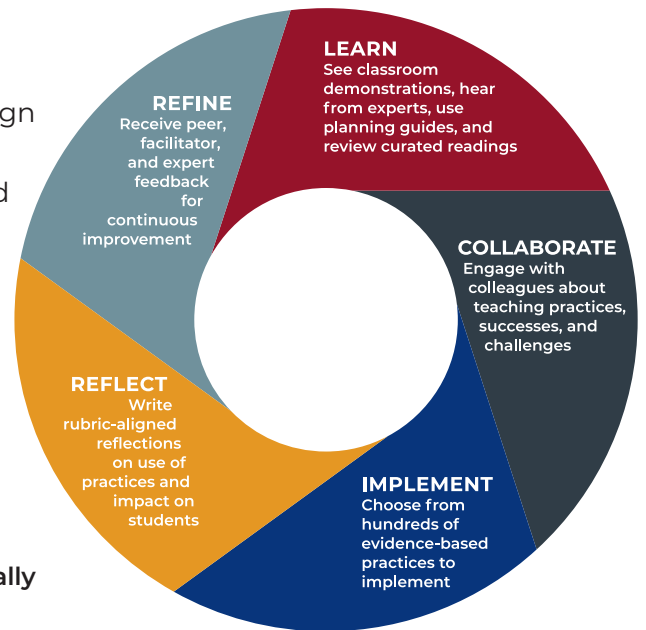 LEARN
See classroom
demonstrations, hear
from experts, use
planning guides, and
review curated readings
COLLABORATE
Engage with
colleagues about
teaching practices,
successes, and
challenges
IMPLEMENT
Choose from
hundreds of
evidence-based
practices to
implement
REFLECT
Write
rubric-aligned
reflections
on use of
practices and
impact on
students
REFINE
Receive peer,
facilitator,
and expert
feedback
for
continuous
improvement